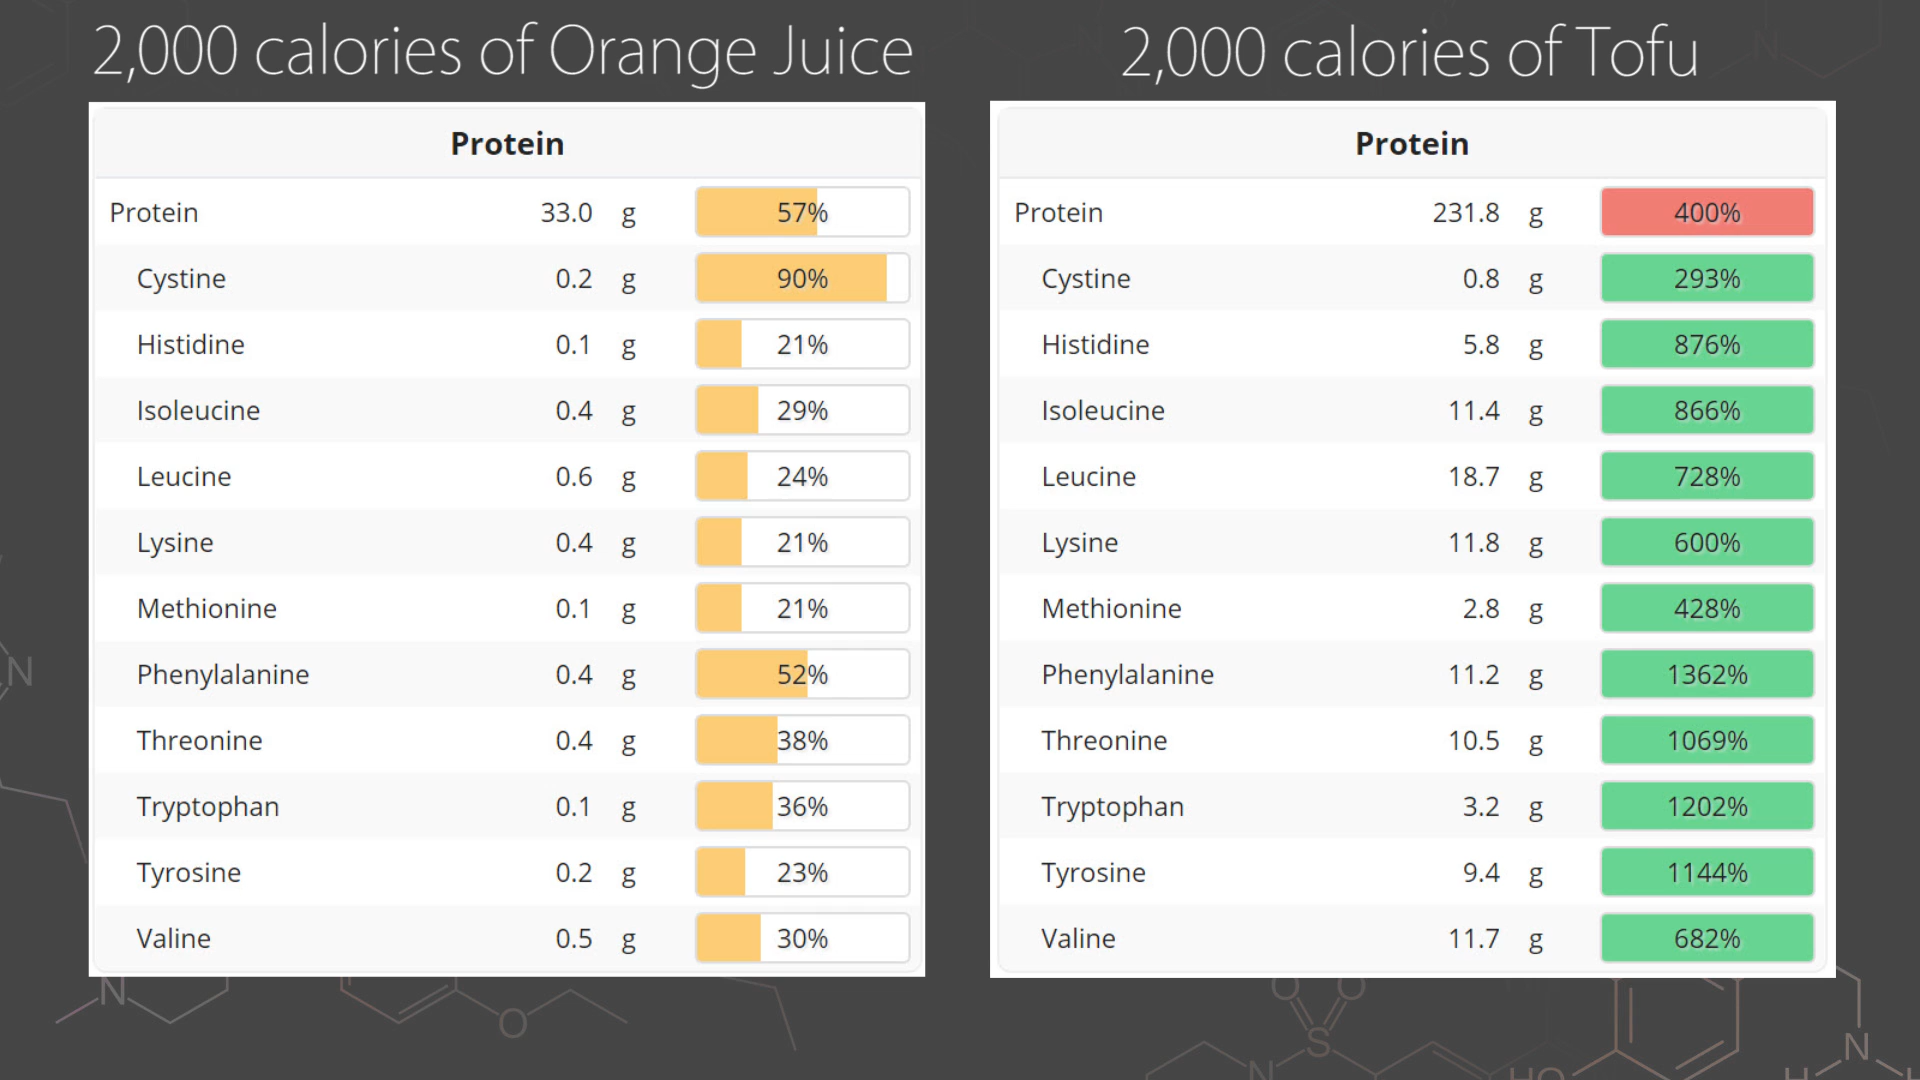 2,000 calories of Orange Juice
Protein
Protein 33.0 g 57%
Cystine 0.2 g 90%
Histidine 0.1 g 21%
Isoleucine 0.4 g 29%
Leucine 0.6 g 24%
Lysine 0.4 g 21%
Methionine 0.1 g 21%
Phenylalanine 0.4 g 52%
Threonine 0.4 g 38%
Tryptophan 0.1 g 36%
Tyrosine 0.2 g 23%
Valine 0.5 g 30%
2,000 calories of Tofu
Protein
Protein 231.8 g 400%
Cystine 0.8 g 293%
Histidine 5.8 g 876%
Isoleucine 11.4 g 866%
Leucine 18.7 g 728%
Lysine 11.8 g 600%
Methionine 2.8 g 428%
Phenylalanine 11.2 g 1362%
Threonine 10.5 g 1069%
Tryptophan 3.2 g 1202%
Tyrosine 9.4 g 1144%
Valine 11.7 g 682%
N
N
O
O
O
S
N
HO
N
H
H